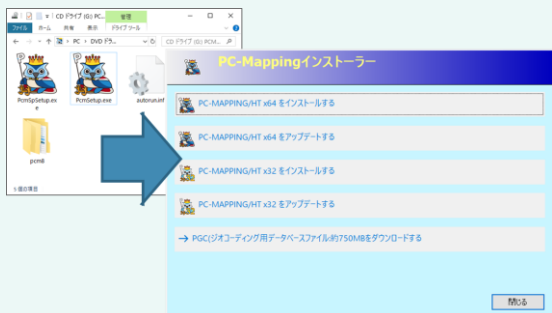 CD ドライブ (G:) PC...
管理
ファイル ホーム 共有 表示 ドライブ ツール
PC › DVD ドラ...
CD ドライブ (G:) PCM...
PcmSpSetup.exe
PcmSetup.exe
autorun.inf
pcm8
PC-Mappingインストーラー
PC-MAPPING/HT x64 をインストールする
PC-MAPPING/HT x64 をアップデートする
PC-MAPPING/HT x32 をインストールする
PC-MAPPING/HT x32 をアップデートする
→ PGC(ジオコーディング用データベースファイル:約750MBをダウンロードする
閉じる